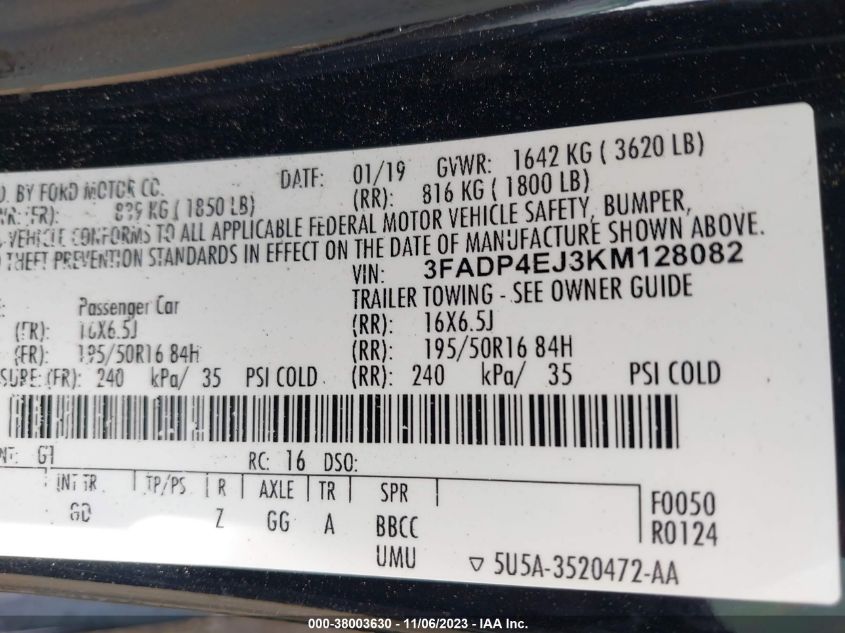 BY FORD MOTOR CO. DATE: 01/19 GVWR: 1642 KG ( 3620 LB)
(FR): 839 KG ( 1850 LB) (RR): 816 KG ( 1800 LB)
VEHICLE CONFORMS TO ALL APPLICABLE FEDERAL MOTOR VEHICLE SAFETY, BUMPER,
THEFT PREVENTION STANDARDS IN EFFECT ON THE DATE OF MANUFACTURE SHOWN ABOVE.
VIN: 3FADP4EJ3KM128082
Passenger Car TRAILER TOWING - SEE OWNER GUIDE
(FR): 16X6.5J (RR): 16X6.5J
(FR): 195/50R16 84H (RR): 195/50R16 84H
(FR): 240 kPa/ 35 PSI COLD (RR): 240 kPa/ 35 PSI COLD
G1 RC: 16 DSO:
INT TR TP/PS R AXLE TR SPR F0050
Z GG A BBCC R0124
UMU ▽ 5U5A-3520472-AA
000-38003630 - 11/06/2023 - IAA Inc.